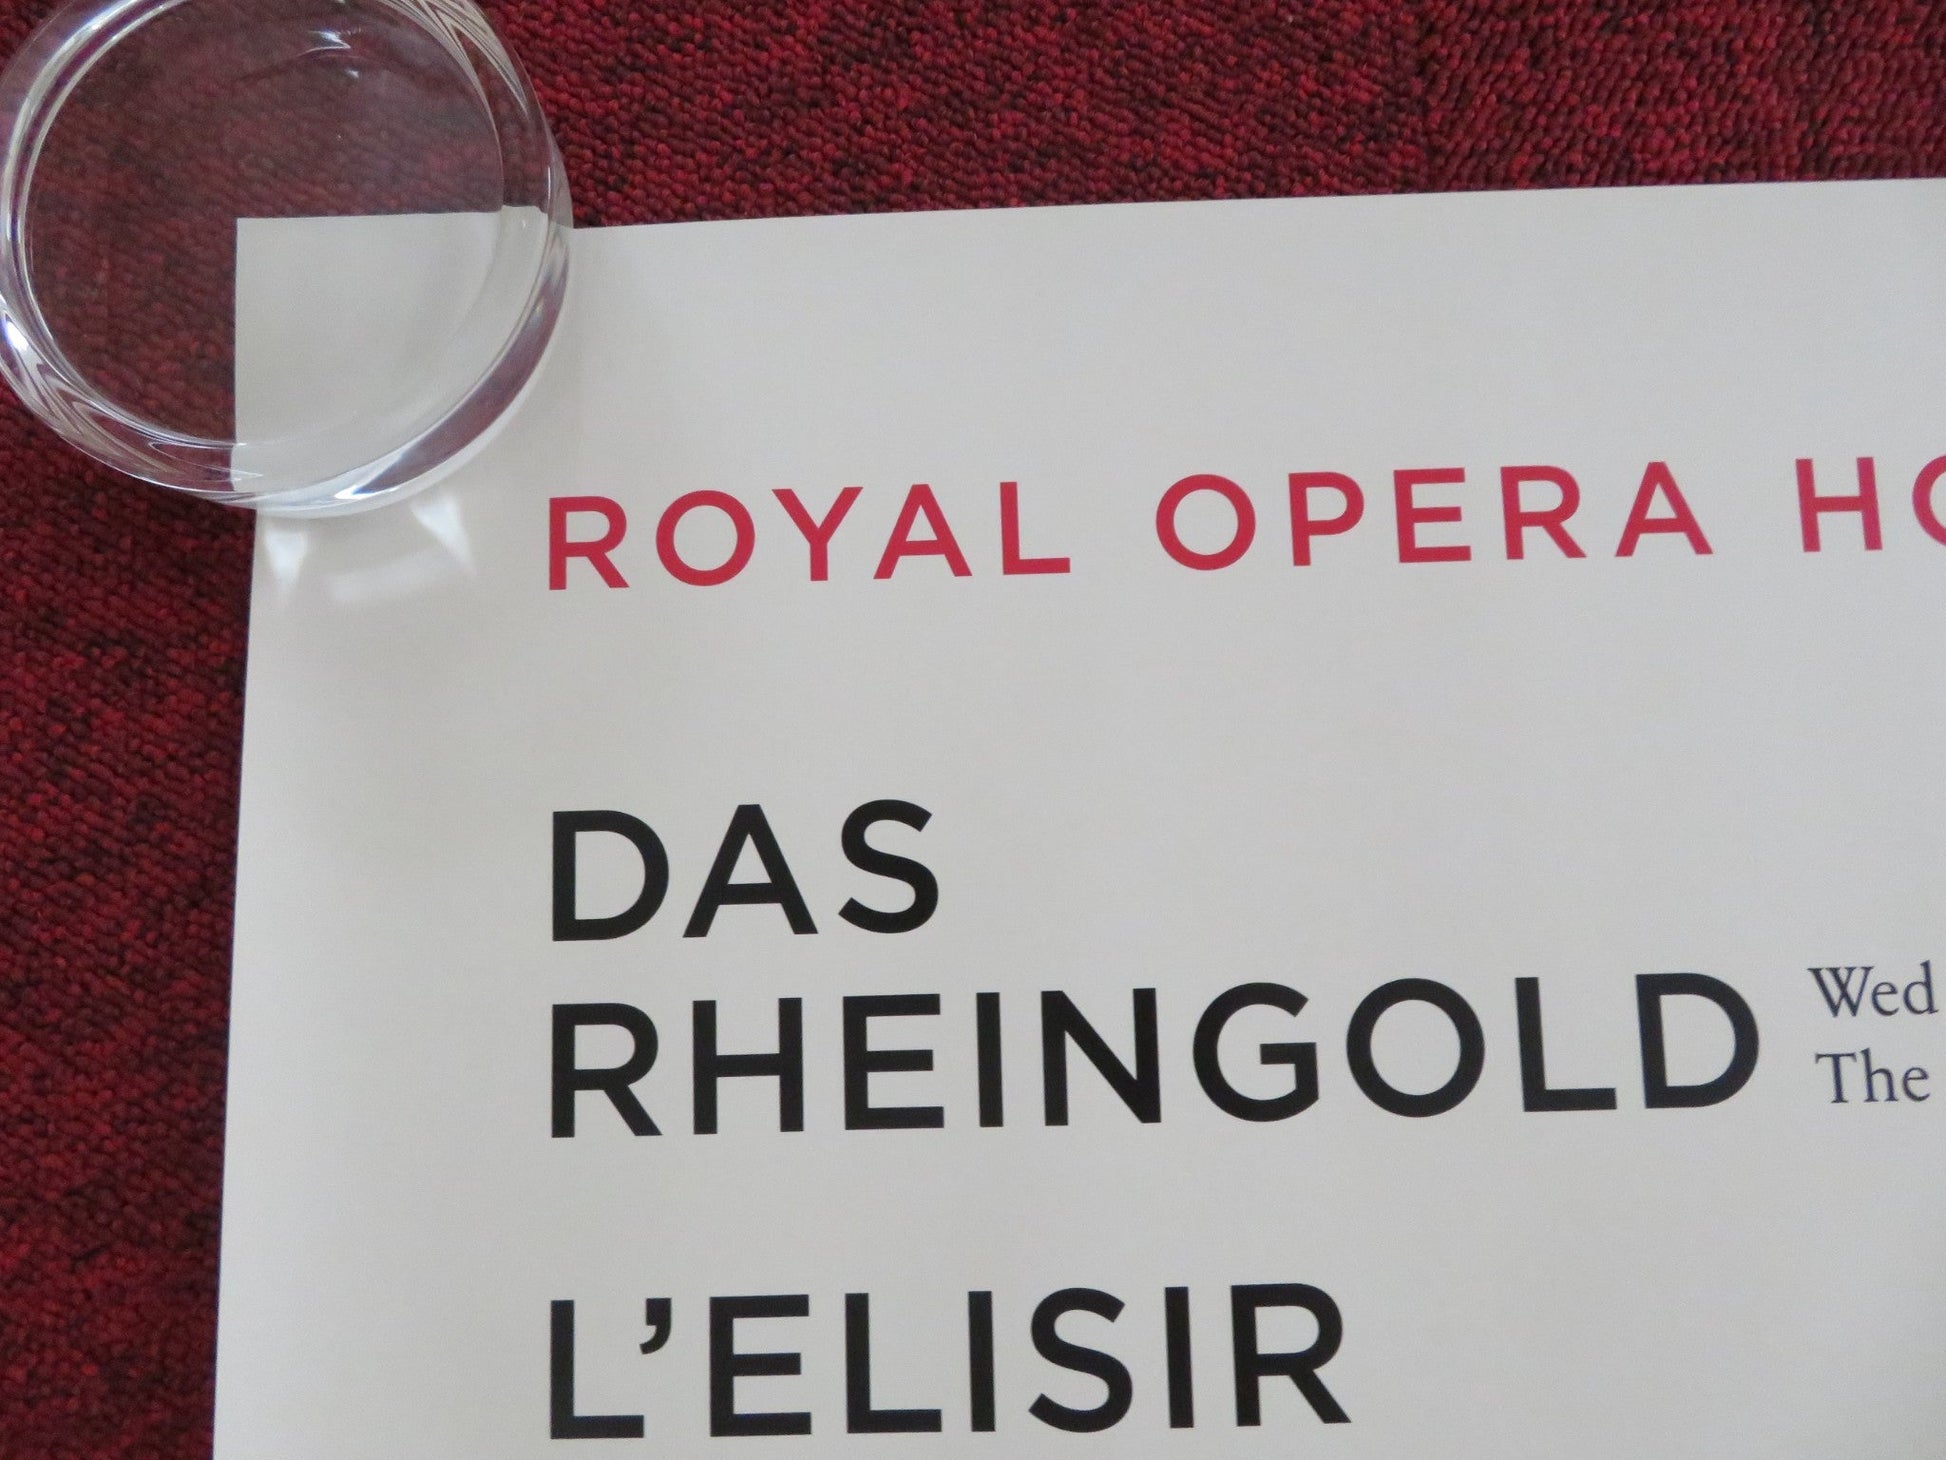 ROYAL OPERA HO
DAS
RHEINGOLD
Wed
The
L’ELISIR